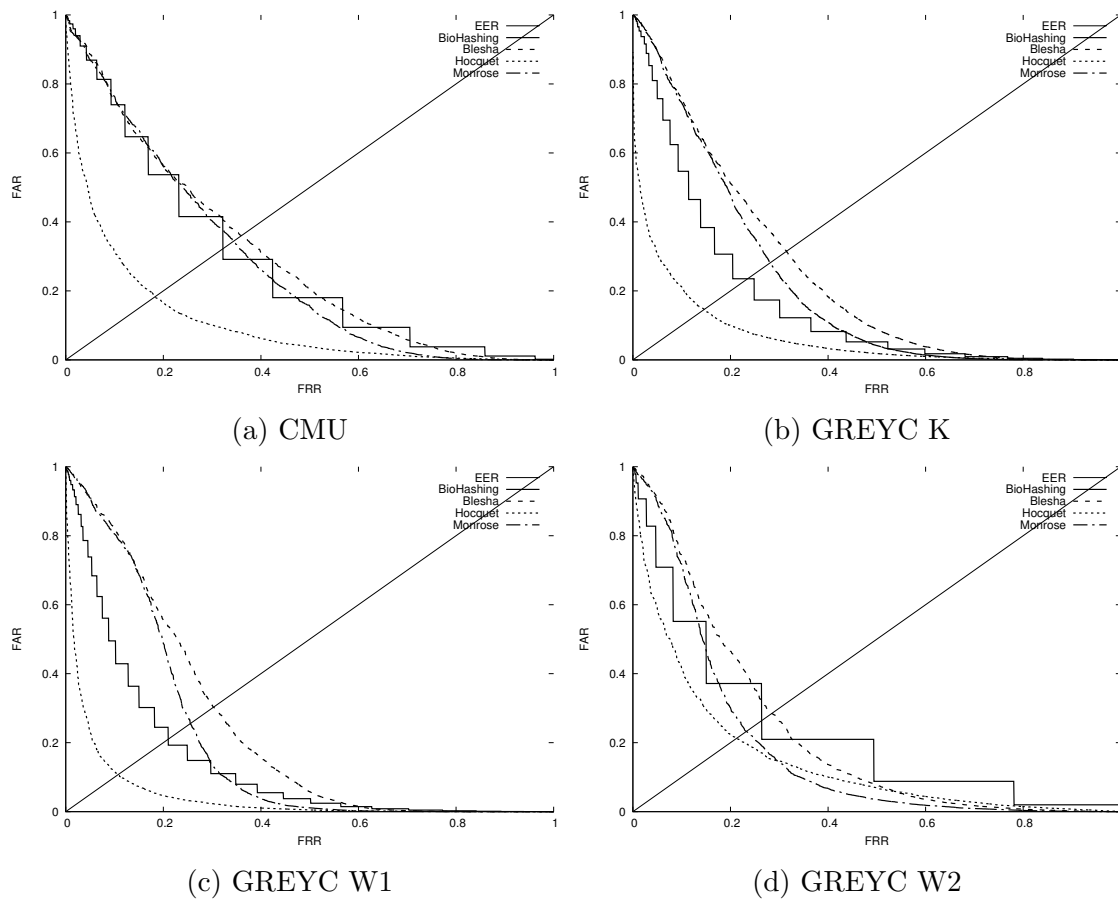 1
0.8
0.6
0.4
0.2
0
FAR
0 0.2 0.4 0.6 0.8 1
FRR
EER
BioHashing
Blesha
Hocquet
Monrose
(a) CMU
1
0.8
0.6
0.4
0.2
0
FAR
0 0.2 0.4 0.6 0.8
FRR
EER
BioHashing
Blesha
Hocquet
Monrose
(b) GREYC K
1
0.8
0.6
0.4
0.2
0
FAR
0 0.2 0.4 0.6 0.8 1
FRR
EER
BioHashing
Blesha
Hocquet
Monrose
(c) GREYC W1
1
0.8
0.6
0.4
0.2
0
FAR
0 0.2 0.4 0.6 0.8
FRR
EER
BioHashing
Blesha
Hocquet
Monrose
(d) GREYC W2